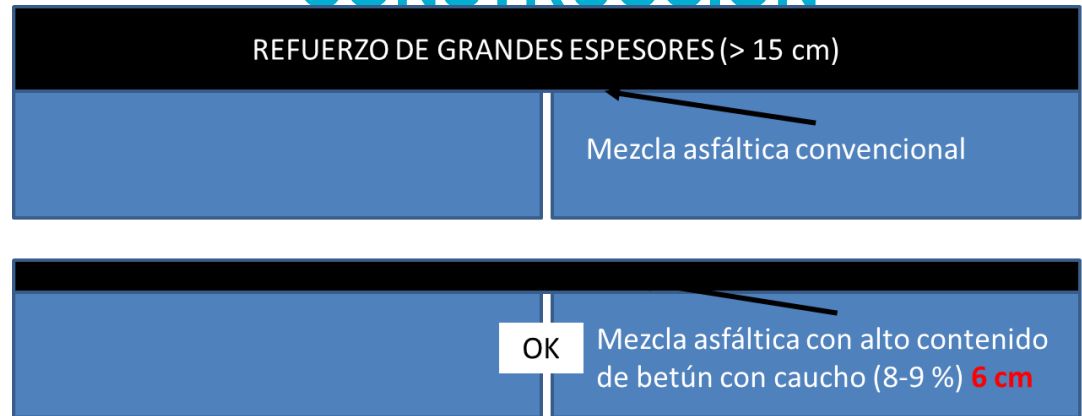 CONSTRUCCIÓN
REFUERZO DE GRANDES ESPESORES (> 15 cm)
Mezcla asfáltica convencional
OK
Mezcla asfáltica con alto contenido
de betún con caucho (8-9 %) 6 cm